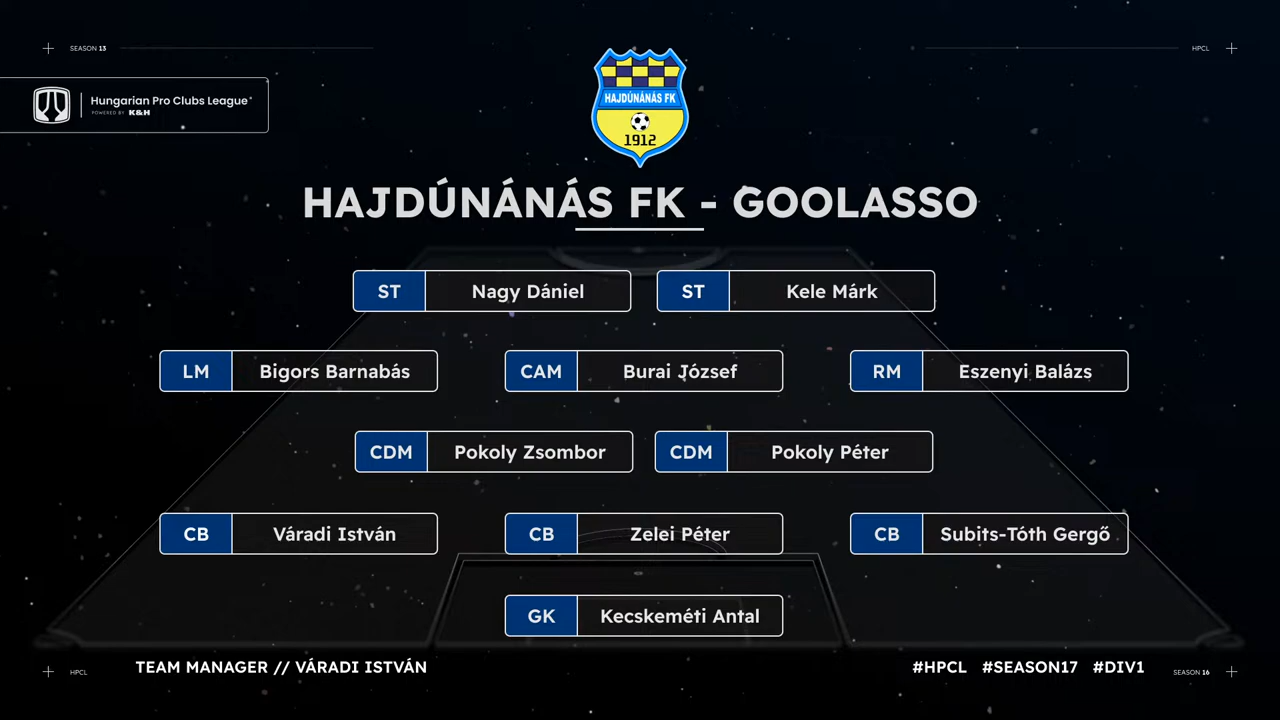 SEASON 13
HPCL
Hungarian Pro Clubs League
POWERED BY K&H
HAJDÚNÁNÁS FK
1912
HAJDÚNÁNÁS FK - GOOLASSO
ST Nagy Dániel
ST Kele Márk
LM Bigors Barnabás
CAM Burai József
RM Eszenyi Balázs
CDM Pokoly Zsombor
CDM Pokoly Péter
CB Váradi István
CB Zelei Péter
CB Subits-Tóth Gergő
GK Kecskeméti Antal
HPCL
TEAM MANAGER // VÁRADI ISTVÁN
#HPCL #SEASON17 #DIV1
SEASON 16